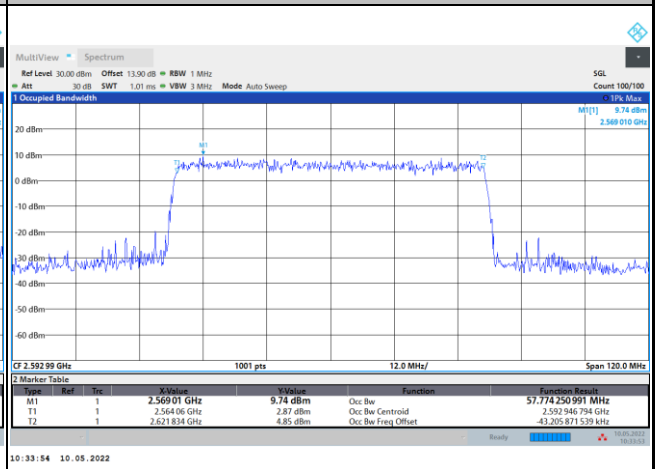 MultiView Spectrum
Ref Level 30.00 dBm Offset 13.90 dB RBW 1 MHz SGL
Att 30 dB SWT 1.01 ms VBW 3 MHz Mode Auto Sweep Count 100/100
1 Occupied Bandwidth 1Pk Max
M1[1] 9.74 dBm
2.569 010 GHz
20 dBm
M1
10 dBm
T1 T2
0 dBm
-10 dBm
-20 dBm
-30 dBm
-40 dBm
-50 dBm
-60 dBm
CF 2.592 99 GHz 1001 pts 12.0 MHz/ Span 120.0 MHz
2 Marker Table
Type Ref Trc X-Value Y-Value Function Function Result
M1 1 2.569 01 GHz 9.74 dBm Occ Bw 57.774 250 991 MHz
T1 1 2.564 06 GHz 2.87 dBm Occ Bw Centroid 2.592 946 794 GHz
T2 1 2.621 834 GHz 4.85 dBm Occ Bw Freq Offset -43.205 871 539 kHz
Ready 10.05.2022
10:33:53
10:33:54 10.05.2022